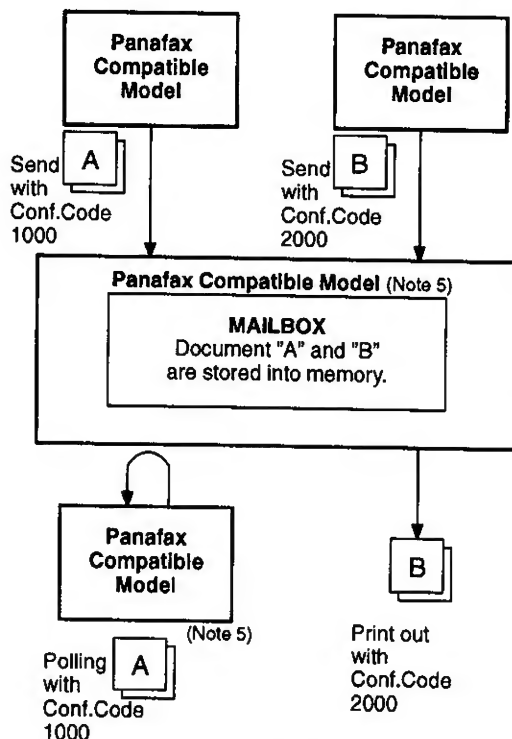 Panafax
Compatible
Model
Panafax
Compatible
Model
A
Send
with
Conf.Code
1000
B
Send
with
Conf.Code
2000
Panafax Compatible Model (Note 5)
MAILBOX
Document "A" and "B"
are stored into memory.
Panafax
Compatible
Model
(Note 5)
Polling
with
Conf.Code
1000
A
B
Print out
with
Conf.Code
2000